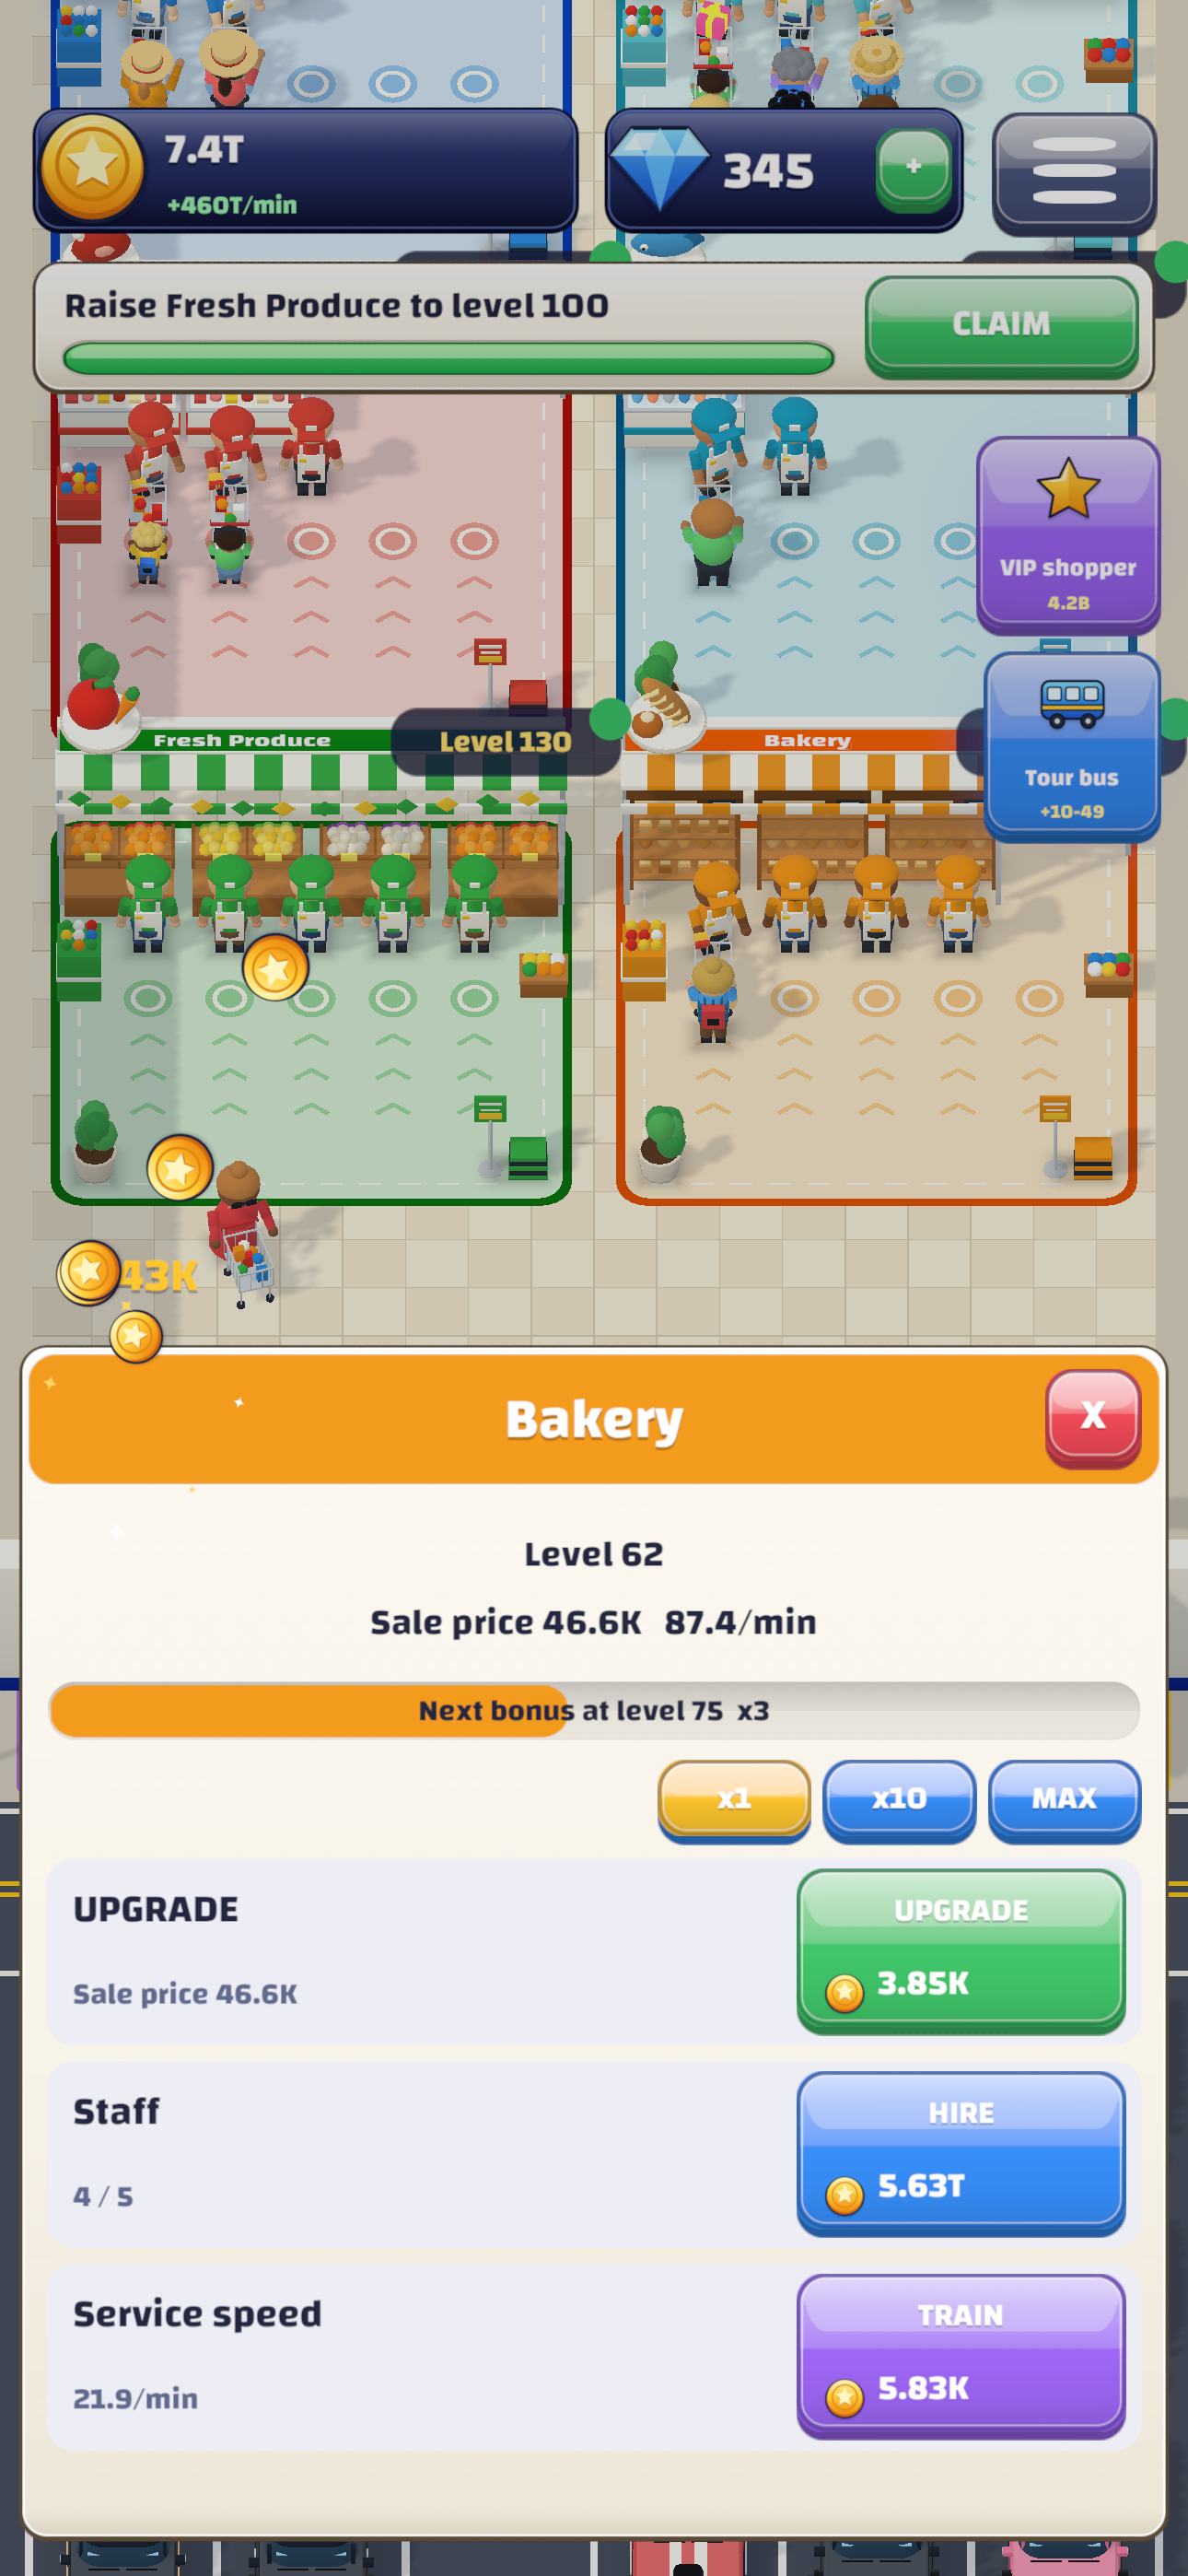 7.4T
+460T/min
345
+
Raise Fresh Produce to level 100
CLAIM
VIP shopper
4.2B
Fresh Produce
Level 130
Bakery
Tour bus
+10-49
43K
Bakery
X
Level 62
Sale price 46.6K 87.4/min
Next bonus at level 75 x3
x1
x10
MAX
UPGRADE
Sale price 46.6K
UPGRADE
3.85K
Staff
4 / 5
HIRE
5.63T
Service speed
21.9/min
TRAIN
5.83K